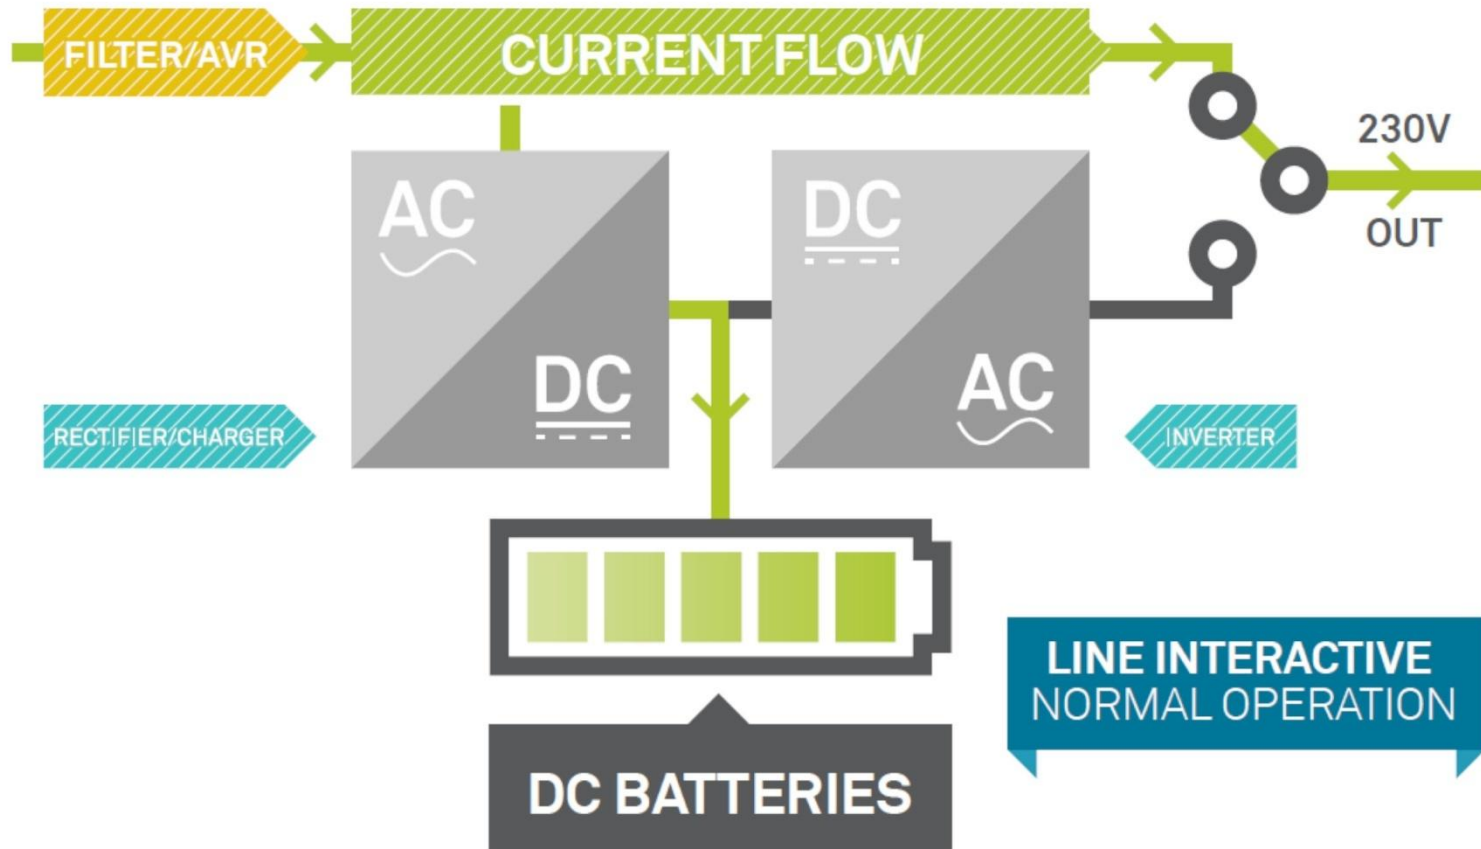 FILTER/AVR
CURRENT FLOW
230V
OUT
AC
DC
DC
AC
RECTIFIER/CHARGER
INVERTER
LINE INTERACTIVE
NORMAL OPERATION
DC BATTERIES